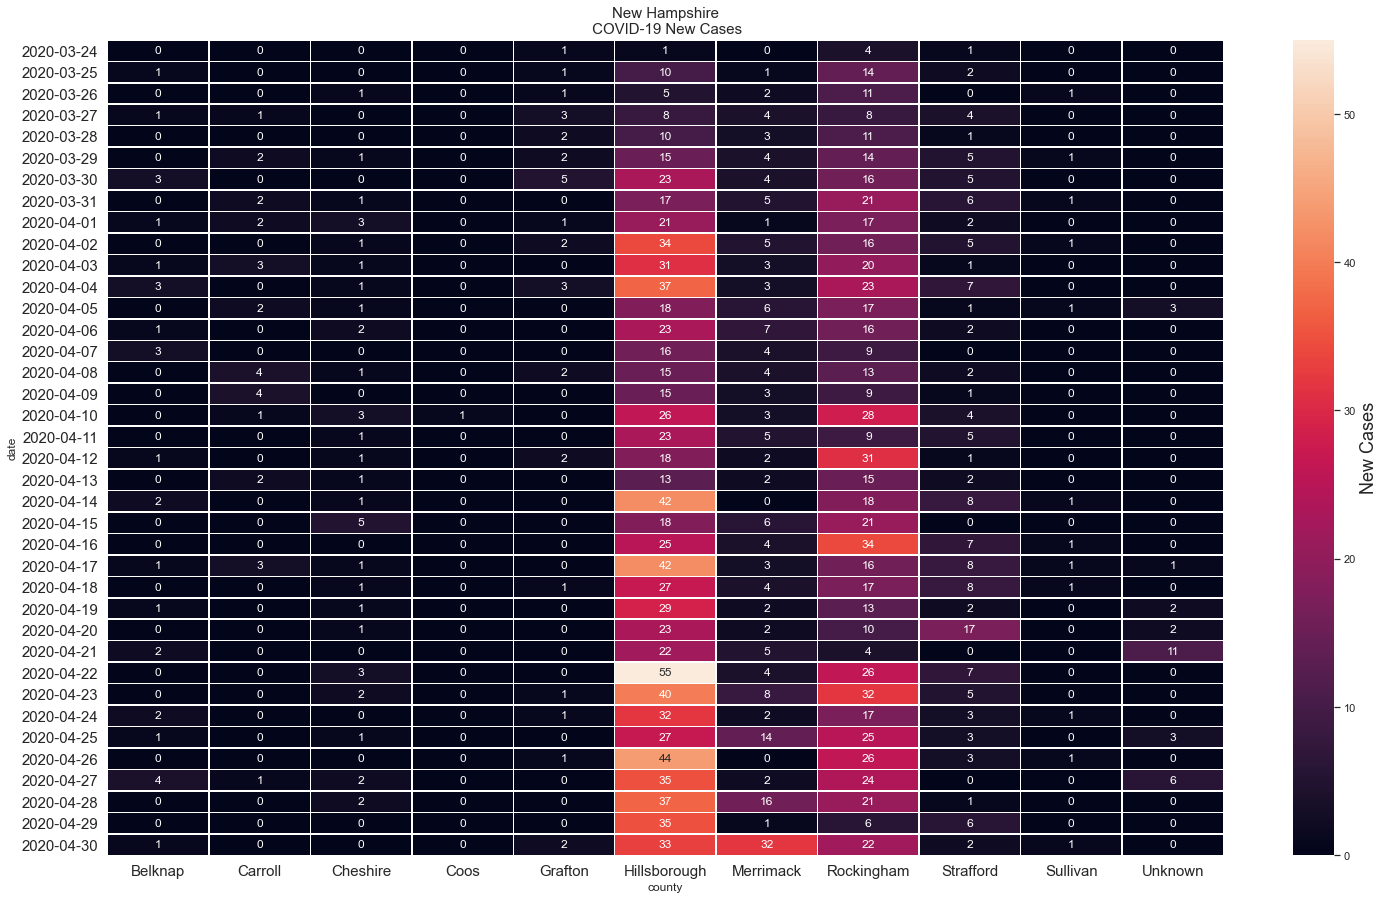 New Hampshire
COVID-19 New Cases
2020-03-24 0 0 0 0 1 1 0 4 1 0 0
2020-03-25 1 0 0 0 1 10 1 14 2 0 0
2020-03-26 0 0 1 0 1 5 2 11 0 1 0
2020-03-27 1 1 0 0 3 8 4 8 4 0 0
2020-03-28 0 0 0 0 2 10 3 11 1 0 0
2020-03-29 0 2 1 0 2 15 4 14 5 1 0
2020-03-30 3 0 0 0 5 23 4 16 5 0 0
2020-03-31 0 2 1 0 0 17 5 21 6 1 0
2020-04-01 1 2 3 0 1 21 1 17 2 0 0
2020-04-02 0 0 1 0 2 34 5 16 5 1 0
2020-04-03 1 3 1 0 0 31 3 20 1 0 0
2020-04-04 3 0 1 0 3 37 3 23 7 0 0
2020-04-05 0 2 1 0 0 18 6 17 1 1 3
2020-04-06 1 0 2 0 0 23 7 16 2 0 0
2020-04-07 3 0 0 0 0 16 4 9 0 0 0
2020-04-08 0 4 1 0 2 15 4 13 2 0 0
2020-04-09 0 4 0 0 0 15 3 9 1 0 0
2020-04-10 0 1 3 1 0 26 3 28 4 0 0
2020-04-11 0 0 1 0 0 23 5 9 5 0 0
2020-04-12 1 0 1 0 2 18 2 31 1 0 0
2020-04-13 0 2 1 0 0 13 2 15 2 0 0
2020-04-14 2 0 1 0 0 42 0 18 8 1 0
2020-04-15 0 0 5 0 0 18 6 21 0 0 0
2020-04-16 0 0 0 0 0 25 4 34 7 1 0
2020-04-17 1 3 1 0 0 42 3 16 8 1 1
2020-04-18 0 0 1 0 1 27 4 17 8 1 0
2020-04-19 1 0 1 0 0 29 2 13 2 0 2
2020-04-20 0 0 1 0 0 23 2 10 17 0 2
2020-04-21 2 0 0 0 0 22 5 4 0 0 11
2020-04-22 0 0 3 0 0 55 4 26 7 0 0
2020-04-23 0 0 2 0 1 40 8 32 5 0 0
2020-04-24 2 0 0 0 1 32 2 17 3 1 0
2020-04-25 1 0 1 0 0 27 14 25 3 0 3
2020-04-26 0 0 0 0 1 44 0 26 3 1 0
2020-04-27 4 1 2 0 0 35 2 24 0 0 6
2020-04-28 0 0 2 0 0 37 16 21 1 0 0
2020-04-29 0 0 0 0 0 35 1 6 6 0 0
2020-04-30 1 0 0 0 2 33 32 22 2 1 0
Belknap Carroll Cheshire Coos Grafton Hillsborough Merrimack Rockingham Strafford Sullivan Unknown
county
date
50
40
30
20
10
0
New Cases